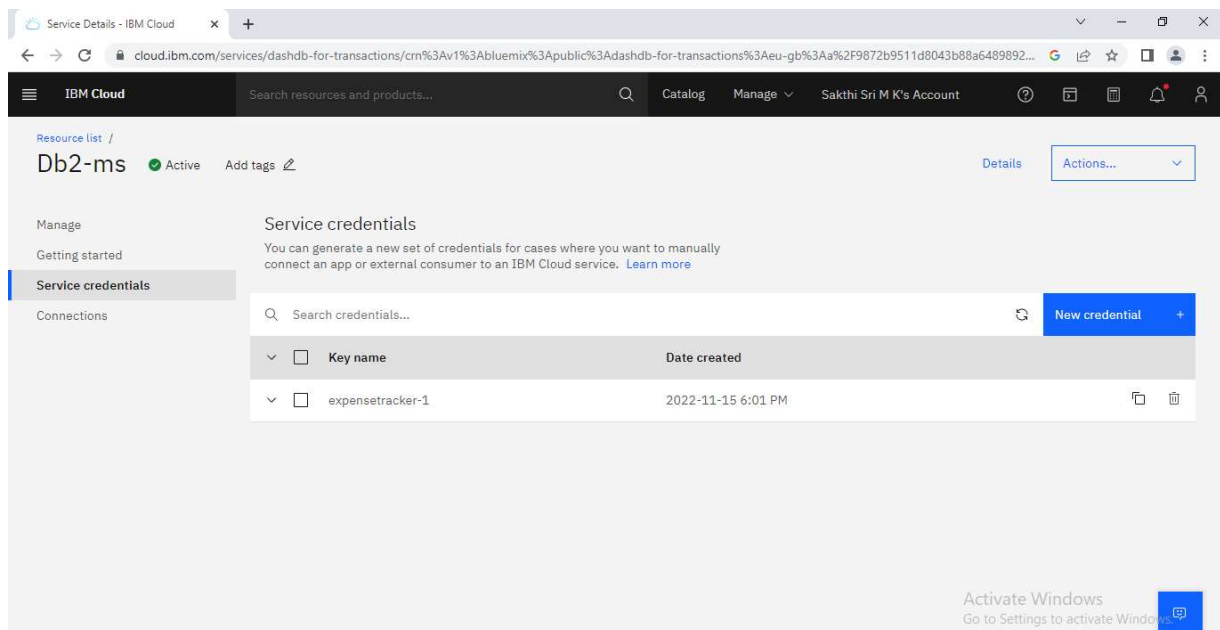 Service Details - IBM Cloud
cloud.ibm.com/services/dashdb-for-transactions/crn%3Av1%3Abluemix%3Apublic%3Adashdb-for-transactions%3Aeu-gb%3Aa%2F9872b9511d8043b88a6489892...
IBM Cloud
Search resources and products...
Catalog
Manage
Sakthi Sri M K's Account
Resource list /
Db2-ms Active Add tags
Details
Actions...
Manage
Getting started
Service credentials
Connections
Service credentials
You can generate a new set of credentials for cases where you want to manually
connect an app or external consumer to an IBM Cloud service. Learn more
Search credentials...
New credential +
Key name Date created
expensetracker-1 2022-11-15 6:01 PM
Activate Windows
Go to Settings to activate Windows.